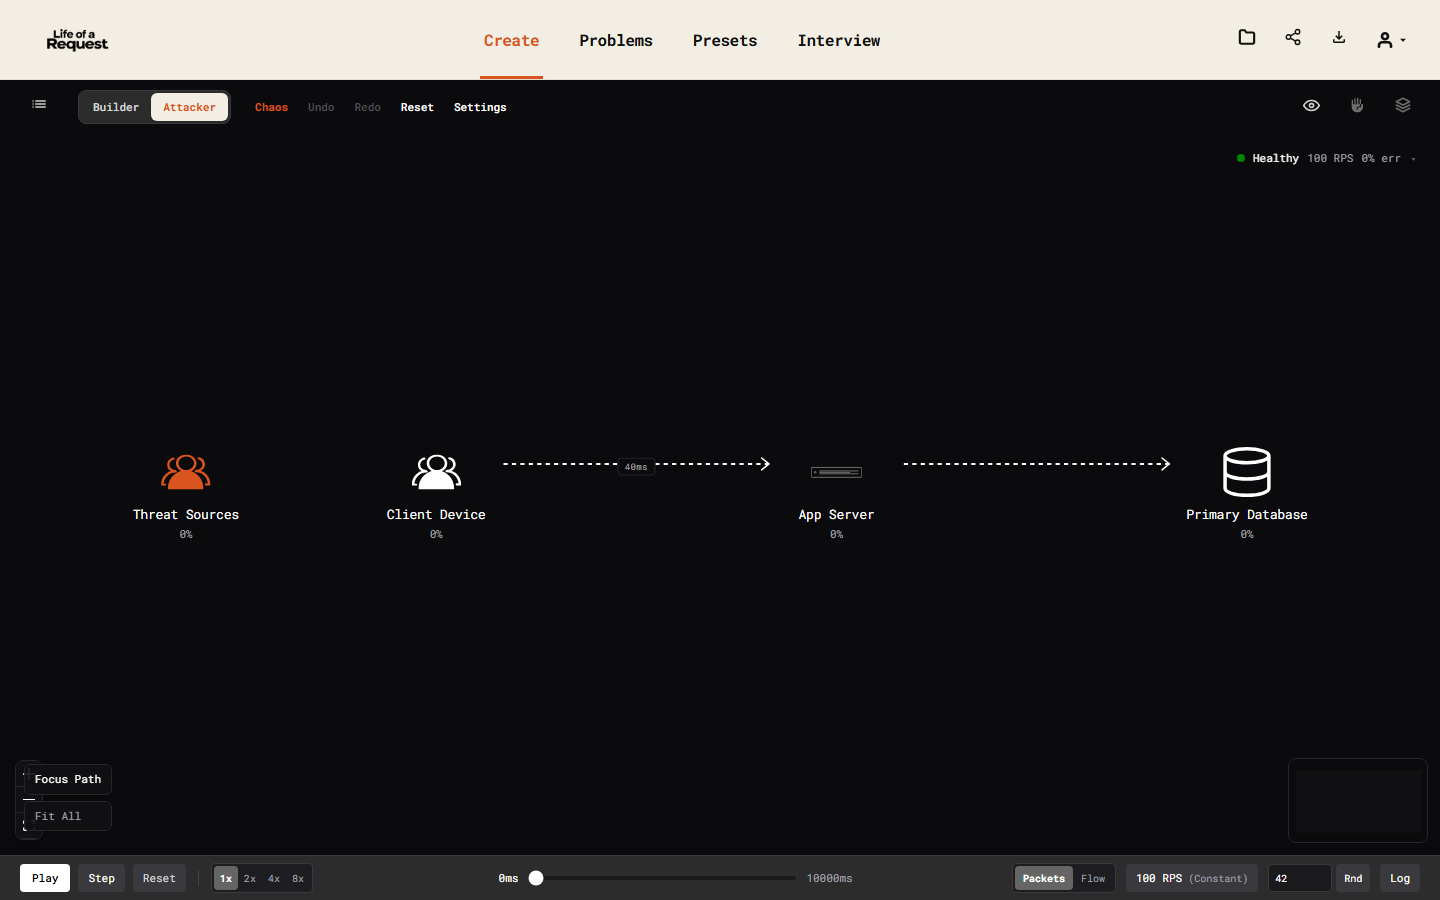 Life of a
Request
Create Problems Presets Interview
Builder Attacker Chaos Undo Redo Reset Settings
Healthy 100 RPS 0% err
40ms
Threat Sources Client Device App Server Primary Database
0% 0% 0% 0%
Focus Path
Fit All
Play Step Reset 1x 2x 4x 8x 0ms 10000ms Packets Flow 100 RPS (Constant) 42 Rnd Log